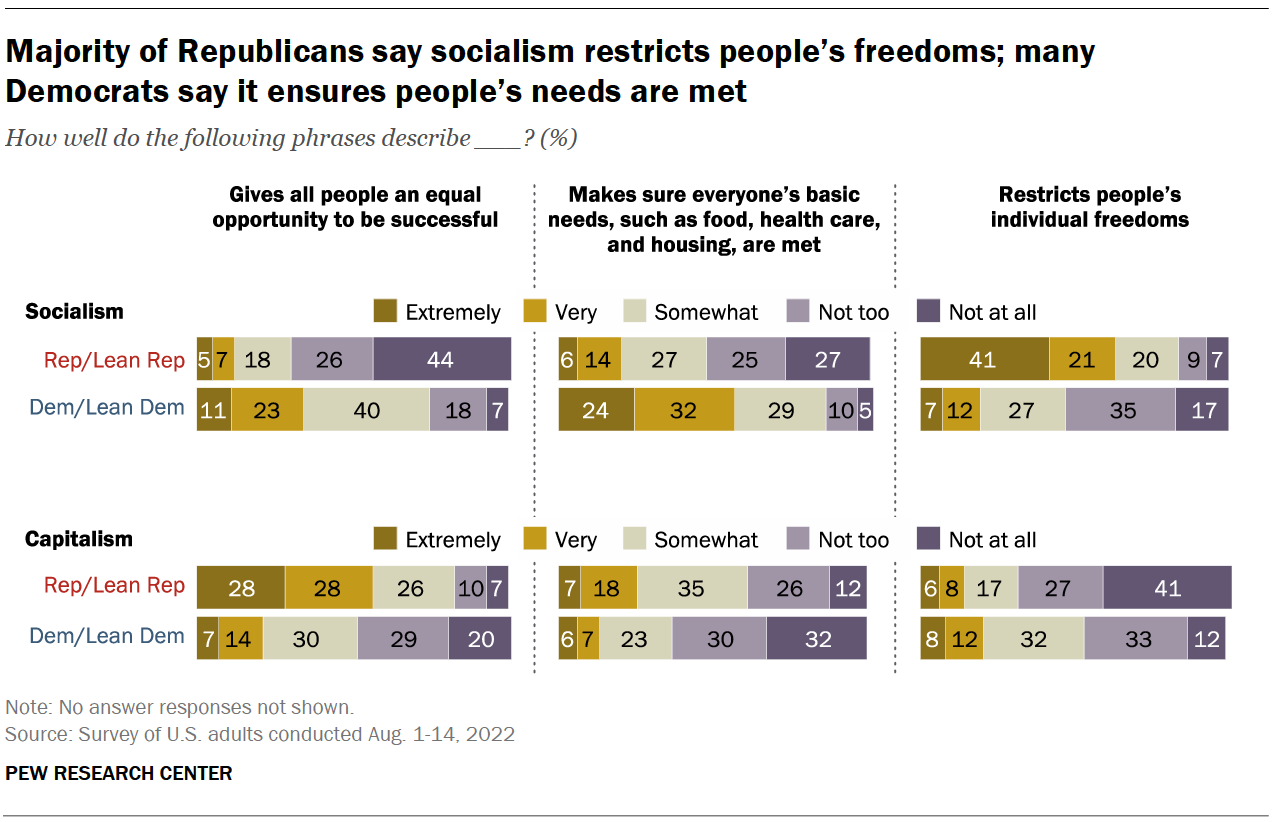 Majority of Republicans say socialism restricts people’s freedoms; many
Democrats say it ensures people’s needs are met
How well do the following phrases describe ___? (%)
Gives all people an equal
opportunity to be successful
Makes sure everyone’s basic
needs, such as food, health care,
and housing, are met
Restricts people’s
individual freedoms
Socialism Extremely Very Somewhat Not too Not at all
Rep/Lean Rep 5 7 18 26 44 6 14 27 25 27 41 21 20 9 7
Dem/Lean Dem 11 23 40 18 7 24 32 29 10 5 7 12 27 35 17
Capitalism Extremely Very Somewhat Not too Not at all
Rep/Lean Rep 28 28 26 10 7 7 18 35 26 12 6 8 17 27 41
Dem/Lean Dem 7 14 30 29 20 6 7 23 30 32 8 12 32 33 12
Note: No answer responses not shown.
Source: Survey of U.S. adults conducted Aug. 1-14, 2022
PEW RESEARCH CENTER